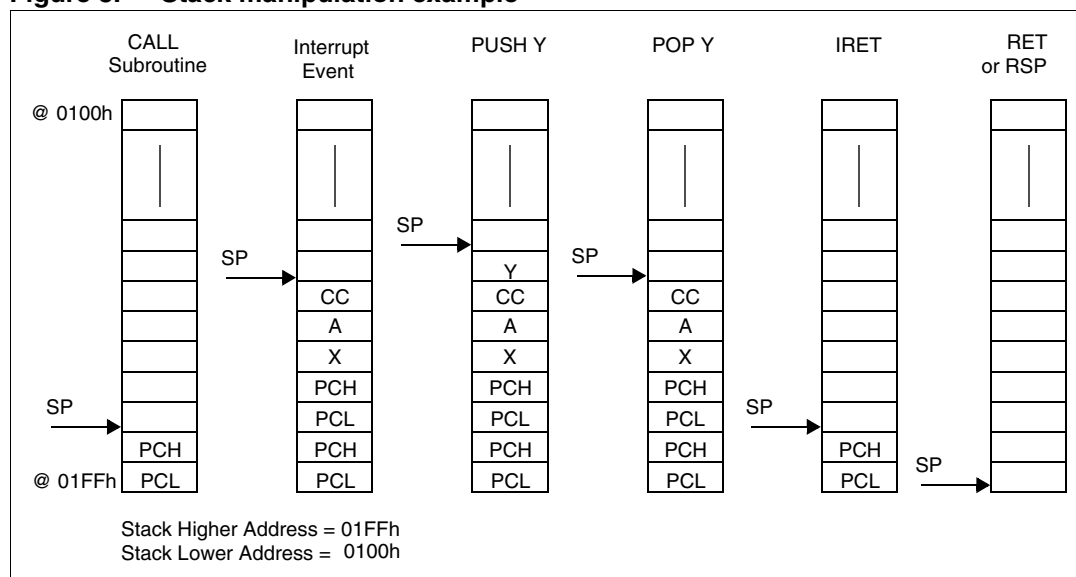 Figure
Stack manipulation example
CALL
Subroutine
Interrupt
Event
PUSH Y
POP Y
IRET
RET
or RSP
@ 0100h
SP
PCH
@ 01FFh
PCL
SP
CC
A
X
PCH
PCL
PCH
PCL
SP
Y
CC
A
X
PCH
PCL
PCH
PCL
SP
CC
A
X
PCH
PCL
PCH
PCL
SP
PCH
PCL
SP
Stack Higher Address = 01FFh
Stack Lower Address = 0100h